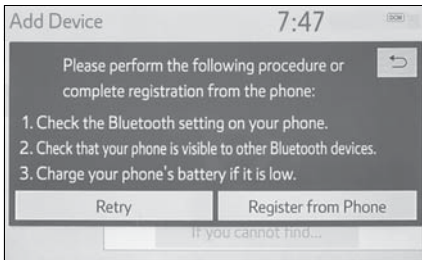 Add Device
7:47
DCM
Please perform the following procedure or
complete registration from the phone:
1. Check the Bluetooth setting on your phone.
2. Check that your phone is visible to other Bluetooth devices.
3. Charge your phone's battery if it is low.
Retry
Register from Phone
If you cannot find...